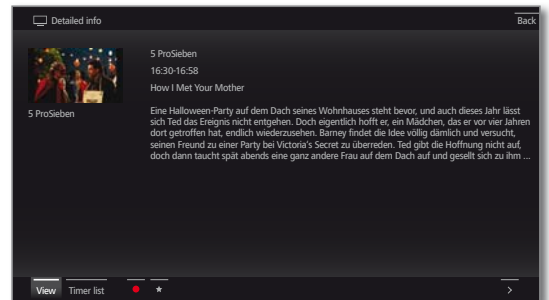 Detailed info
Back
5 ProSieben
16:30-16:58
How I Met Your Mother
5 ProSieben
Eine Halloween-Party auf dem Dach seines Wohnhauses steht bevor, und auch dieses Jahr lässt
sich Ted das Ereignis nicht entgehen. Doch eigentlich hofft er, ein Mädchen, das er vor vier Jahren
dort getroffen hat, endlich wiederzusehen. Barney findet die Idee völlig dämlich und versucht,
seinen Freund zu einer Party bei Victoria's Secret zu überreden. Ted gibt die Hoffnung nicht auf,
doch dann taucht spät abends eine ganz andere Frau auf dem Dach auf und gesellt sich zu ihm ...
View
Timer list